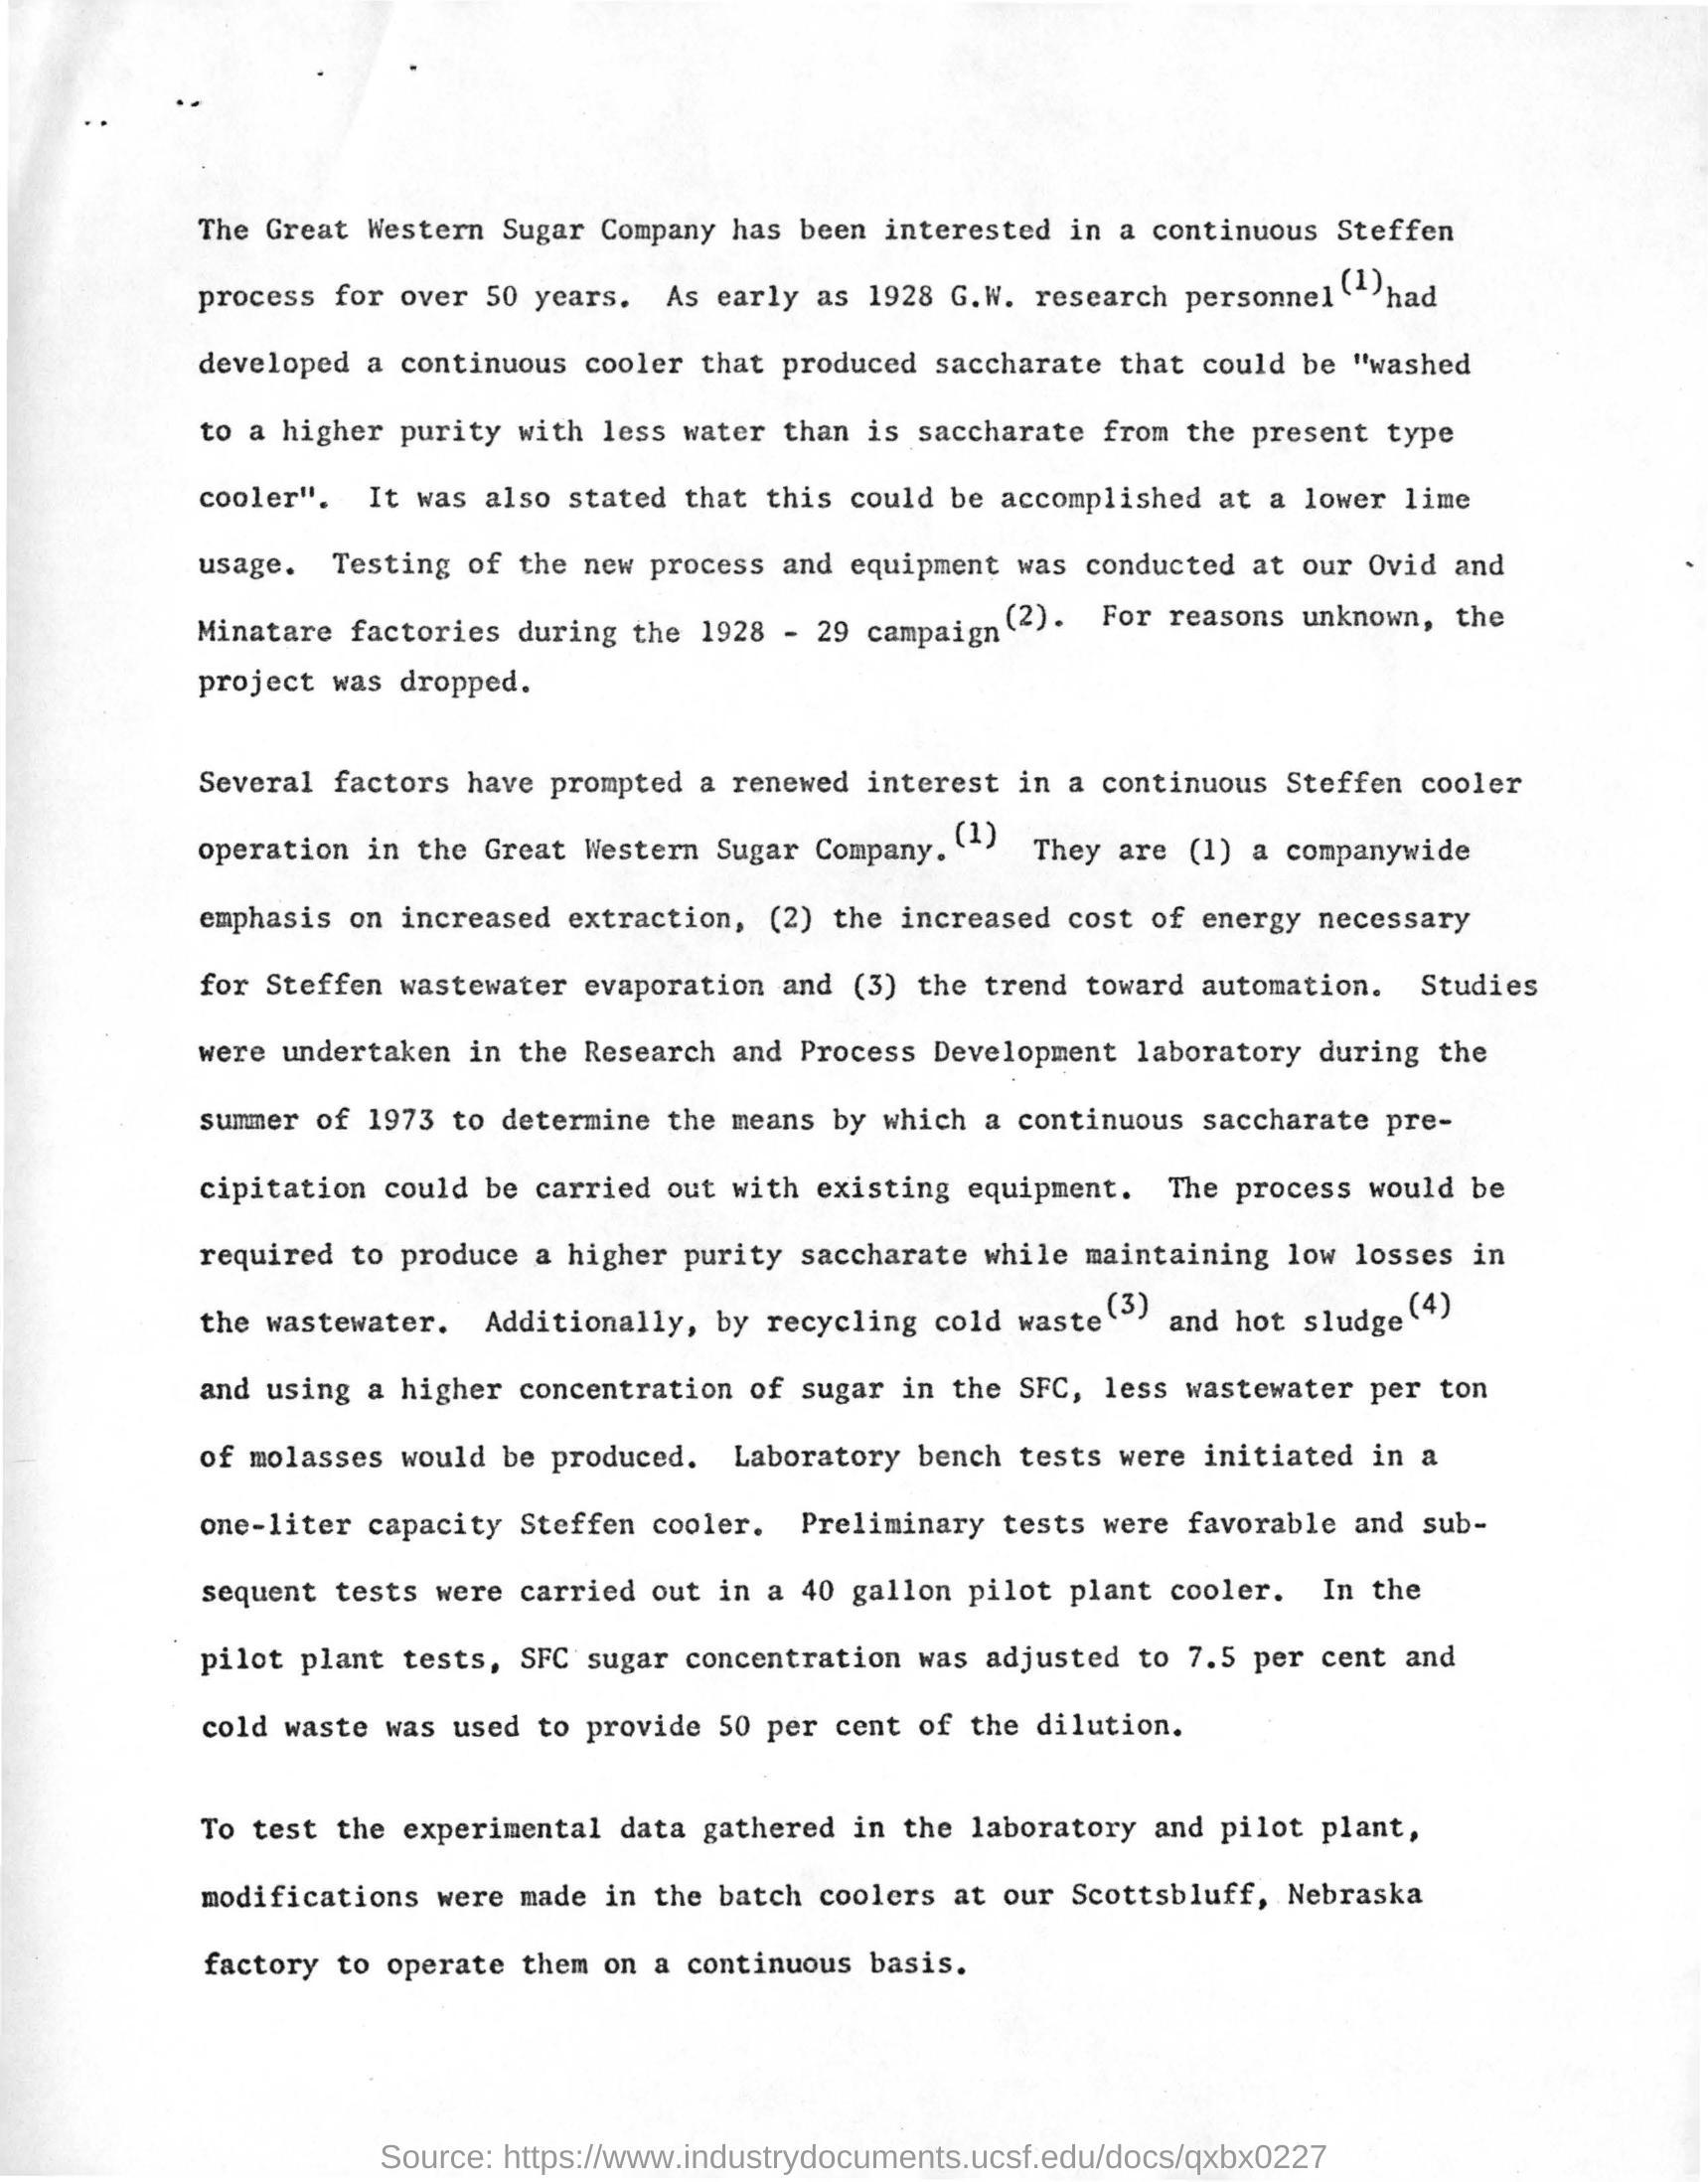 The Great Western Sugar Company has been interested in a continuous Steffen
process for over 50 years. As early as 1928 G.W. research personnel(1) had
developed a continuous cooler that produced saccharate that could be "washed
to a higher purity with less water than is saccharate from the present type
cooler". It was also stated that this could be accomplished at a lower lime
usage. Testing of the new process and equipment was conducted at our Ovid and
Minatare factories during the 1928 - 29 campaign(2). For reasons unknown, the
project was dropped.
Several factors have prompted a renewed interest in a continuous Steffen cooler
operation in the Great Western Sugar Company.(1) They are (1) a companywide
emphasis on increased extraction, (2) the increased cost of energy necessary
for Steffen wastewater evaporation and (3) the trend toward automation. Studies
were undertaken in the Research and Process Development laboratory during the
summer of 1973 to determine the means by which a continuous saccharate pre-
cipitation could be carried out with existing equipment. The process would be
required to produce a higher purity saccharate while maintaining low losses in
the wastewater. Additionally, by recycling cold waste(3) and hot sludge(4)
and using a higher concentration of sugar in the SFC, less wastewater per ton
of molasses would be produced. Laboratory bench tests were initiated in a
one-liter capacity Steffen cooler. Preliminary tests were favorable and sub-
sequent tests were carried out in a 40 gallon pilot plant cooler. In the
pilot plant tests, SFC sugar concentration was adjusted to 7.5 per cent and
cold waste was used to provide 50 per cent of the dilution.
To test the experimental data gathered in the laboratory and pilot plant,
modifications were made in the batch coolers at our Scottsbluff, Nebraska
factory to operate them on a continuous basis.
Source: https://www.industrydocuments.ucsf.edu/docs/qxbx0227